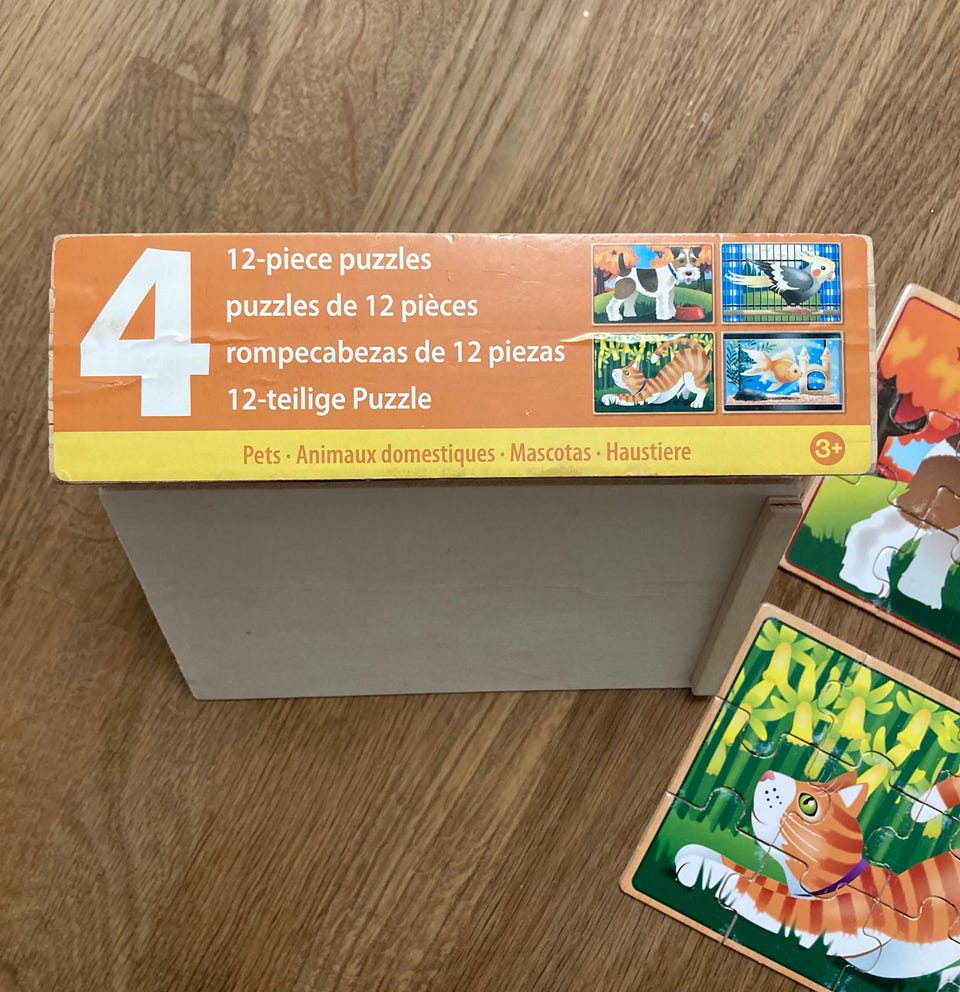 4
12-piece puzzles
puzzles de 12 pièces
rompecabezas de 12 piezas
12-teilige Puzzle
Pets · Animaux domestiques · Mascotas · Haustiere
3+